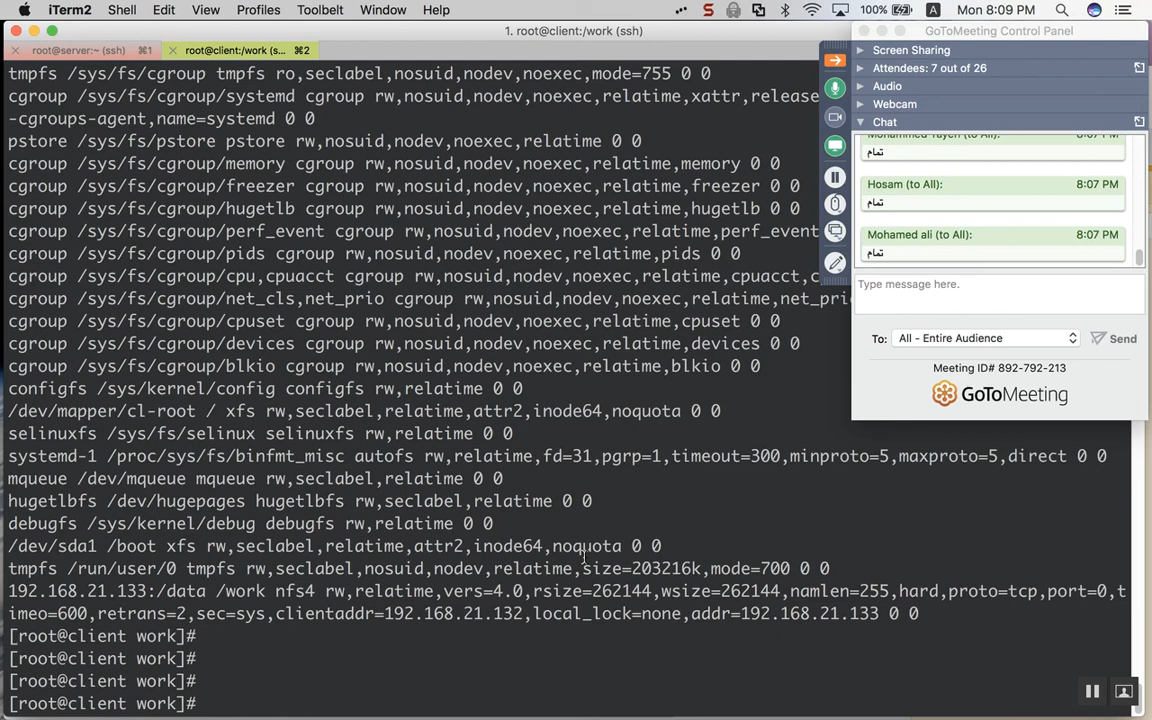 iTerm2 Shell Edit View Profiles Toolbelt Window Help 100% A Mon 8:09 PM
1. root@client:/work (ssh)
root@server:~ (ssh) ⌘1 root@client:/work (s... ⌘2
tmpfs /sys/fs/cgroup tmpfs ro,seclabel,nosuid,nodev,noexec,mode=755 0 0
cgroup /sys/fs/cgroup/systemd cgroup rw,nosuid,nodev,noexec,relatime,xattr,release
-cgroups-agent,name=systemd 0 0
pstore /sys/fs/pstore pstore rw,nosuid,nodev,noexec,relatime 0 0
cgroup /sys/fs/cgroup/memory cgroup rw,nosuid,nodev,noexec,relatime,memory 0 0
cgroup /sys/fs/cgroup/freezer cgroup rw,nosuid,nodev,noexec,relatime,freezer 0 0
cgroup /sys/fs/cgroup/hugetlb cgroup rw,nosuid,nodev,noexec,relatime,hugetlb 0 0
cgroup /sys/fs/cgroup/perf_event cgroup rw,nosuid,nodev,noexec,relatime,perf_event
cgroup /sys/fs/cgroup/pids cgroup rw,nosuid,nodev,noexec,relatime,pids 0 0
cgroup /sys/fs/cgroup/cpu,cpuacct cgroup rw,nosuid,nodev,noexec,relatime,cpuacct,c
cgroup /sys/fs/cgroup/net_cls,net_prio cgroup rw,nosuid,nodev,noexec,relatime,net_prio
cgroup /sys/fs/cgroup/cpuset cgroup rw,nosuid,nodev,noexec,relatime,cpuset 0 0
cgroup /sys/fs/cgroup/devices cgroup rw,nosuid,nodev,noexec,relatime,devices 0 0
cgroup /sys/fs/cgroup/blkio cgroup rw,nosuid,nodev,noexec,relatime,blkio 0 0
configfs /sys/kernel/config configfs rw,relatime 0 0
/dev/mapper/cl-root / xfs rw,seclabel,relatime,attr2,inode64,noquota 0 0
selinuxfs /sys/fs/selinux selinuxfs rw,relatime 0 0
systemd-1 /proc/sys/fs/binfmt_misc autofs rw,relatime,fd=31,pgrp=1,timeout=300,minproto=5,maxproto=5,direct 0 0
mqueue /dev/mqueue mqueue rw,seclabel,relatime 0 0
hugetlbfs /dev/hugepages hugetlbfs rw,seclabel,relatime 0 0
debugfs /sys/kernel/debug debugfs rw,relatime 0 0
/dev/sda1 /boot xfs rw,seclabel,relatime,attr2,inode64,noquota 0 0
tmpfs /run/user/0 tmpfs rw,seclabel,nosuid,nodev,relatime,size=203216k,mode=700 0 0
192.168.21.133:/data /work nfs4 rw,relatime,vers=4.0,rsize=262144,wsize=262144,namlen=255,hard,proto=tcp,port=0,t
imeo=600,retrans=2,sec=sys,clientaddr=192.168.21.132,local_lock=none,addr=192.168.21.133 0 0
[root@client work]#
[root@client work]#
[root@client work]#
[root@client work]#
GoToMeeting Control Panel
Screen Sharing
Attendees: 7 out of 26
Audio
Webcam
Chat
Mohammed Tayeh (to All): 8:07 PM
تمام
Hosam (to All): 8:07 PM
تمام
Mohamed ali (to All): 8:07 PM
تمام
Type message here.
To: All - Entire Audience Send
Meeting ID# 892-792-213
GoToMeeting